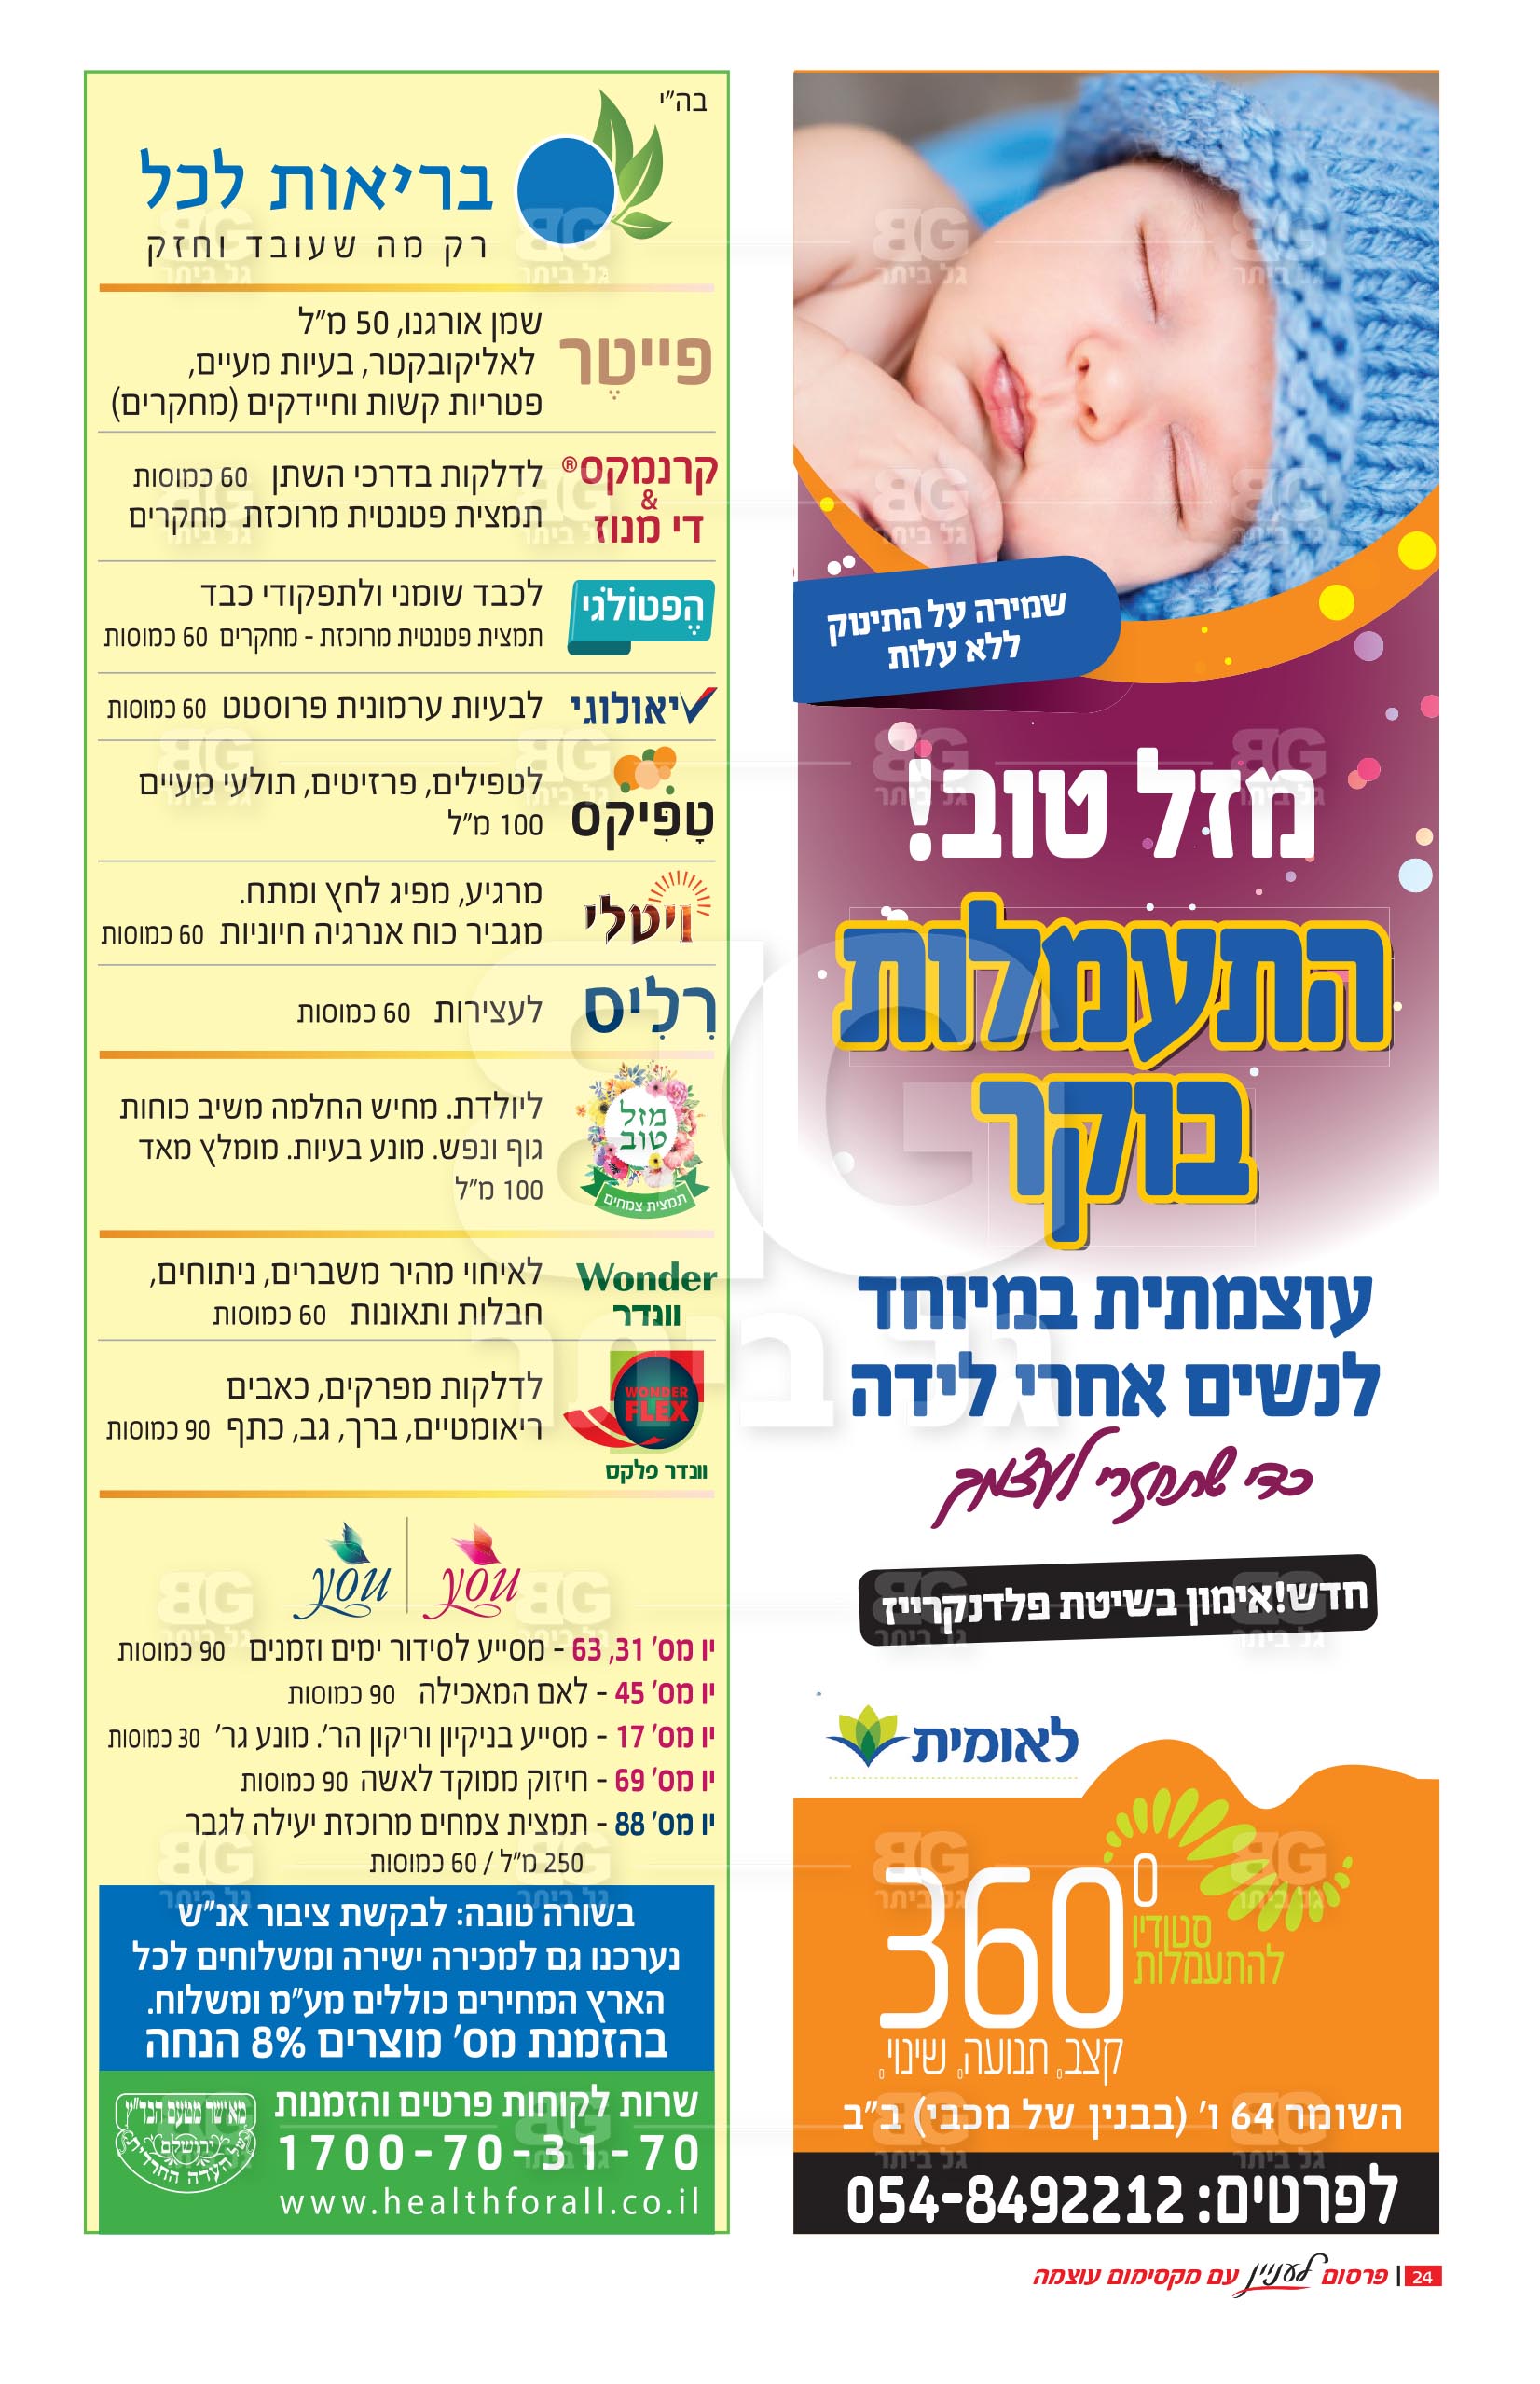 שמירה על התינוק
ללא עלות
מזל טוב!
התעמלות
בוקר
עוצמתית במיוחד
לנשים אחרי לידה
כדי שתחזרי לעצמך
חדש!אימון בשיטת פלדנקרייז
לאומית
360°
סטודיו
להתעמלות
קצב, תנועה, שינוי,
השומר 64 ו' (בבנין של מכבי) ב"ב
לפרטים: 054-8492212
בה"י
בריאות לכל
רק מה שעובד וחזק
פייטֶר
שמן אורגנו, 50 מ"ל
לאליקובקטר, בעיות מעיים,
פטריות קשות וחיידקים (מחקרים)
קרנמקס®
&
די מנוז
לדלקות בדרכי השתן 60 כמוסות
תמצית פטנטית מרוכזת מחקרים
הֶפטוֹלֹגי
לכבד שומני ולתפקודי כבד
תמצית פטנטית מרוכזת - מחקרים 60 כמוסות
יאולוגי
לבעיות ערמונית פרוסטט 60 כמוסות
טָפִּיקס
לטפילים, פרזיטים, תולעי מעיים
100 מ"ל
ויטלי
מרגיע, מפיג לחץ ומתח.
מגביר כוח אנרגיה חיוניות 60 כמוסות
רִלִיס
לעצירות 60 כמוסות
מזל
טוב
תמצית צמחים
ליולדת. מחיש החלמה משיב כוחות
גוף ונפש. מונע בעיות. מומלץ מאד
100 מ"ל
Wonder
וונדר
לאיחוי מהיר משברים, ניתוחים,
חבלות ותאונות 60 כמוסות
WONDER
FLEX
וונדר פלקס
לדלקות מפרקים, כאבים
ריאומטיים, ברך, גב, כתף 90 כמוסות
you
you
יו מס' 31, 63 - מסייע לסידור ימים וזמנים 90 כמוסות
יו מס' 45 - לאם המאכילה 90 כמוסות
יו מס' 17 - מסייע בניקיון וריקון הר'. מונע גר' 30 כמוסות
יו מס' 69 - חיזוק ממוקד לאשה 90 כמוסות
יו מס' 88 - תמצית צמחים מרוכזת יעילה לגבר
250 מ"ל / 60 כמוסות
בשורה טובה: לבקשת ציבור אנ"ש
נערכנו גם למכירה ישירה ומשלוחים לכל
הארץ המחירים כוללים מע"מ ומשלוח.
בהזמנת מס' מוצרים 8% הנחה
שרות לקוחות פרטים והזמנות
1700-70-31-70
www.healthforall.co.il
מאושר מטעם הבד"ץ
ירושלם
של העדה החרדית
24 | פרסום לעניין עם מקסימום עוצמה
BG
גל ביתר